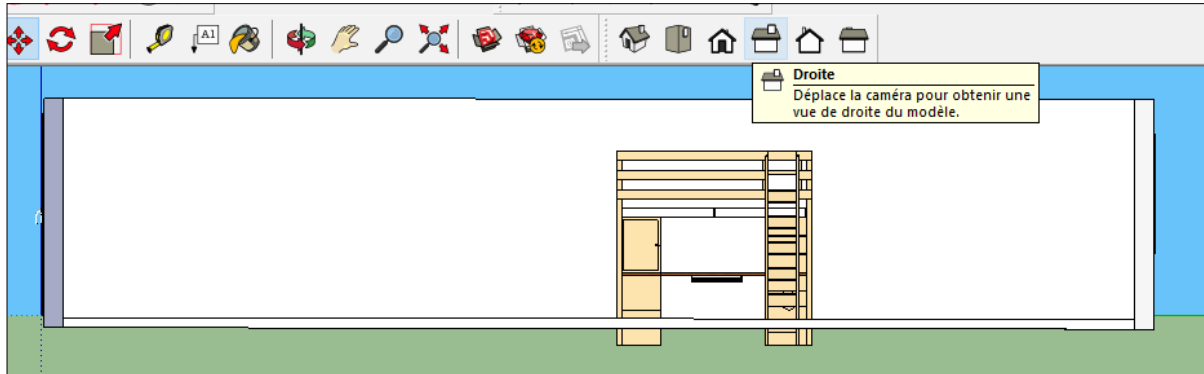 A1
Droite
Déplace la caméra pour obtenir une
vue de droite du modèle.